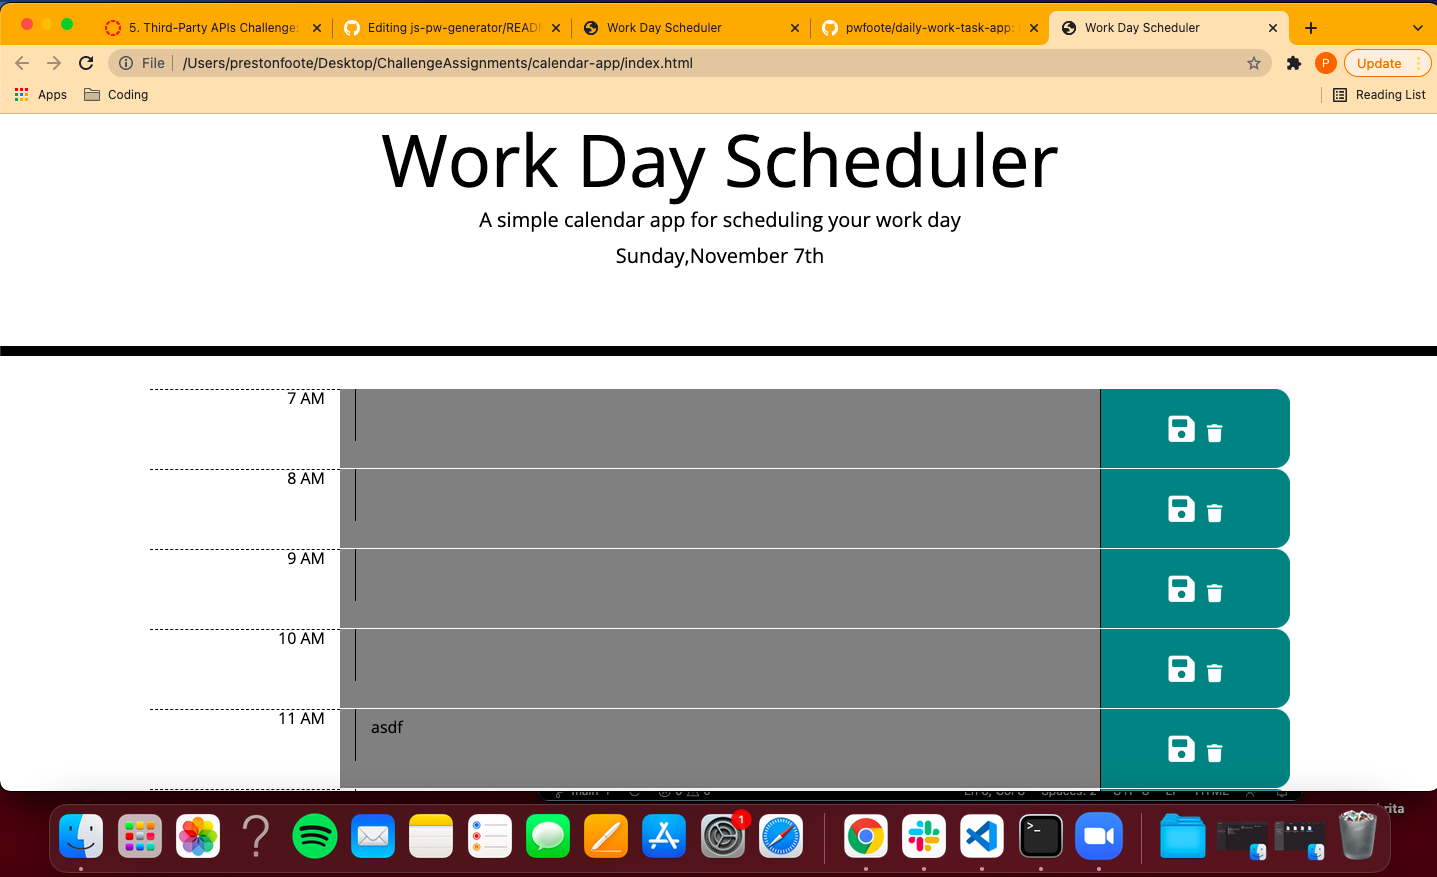 5. Third-Party APIs Challenge:
Editing js-pw-generator/READ
Work Day Scheduler
pwfoote/daily-work-task-app:
Work Day Scheduler
File
/Users/prestonfoote/Desktop/ChallengeAssignments/calendar-app/index.html
P
Update
Apps
Coding
Reading List
Work Day Scheduler
A simple calendar app for scheduling your work day
Sunday,November 7th
7 AM
8 AM
9 AM
10 AM
11 AM
asdf
1